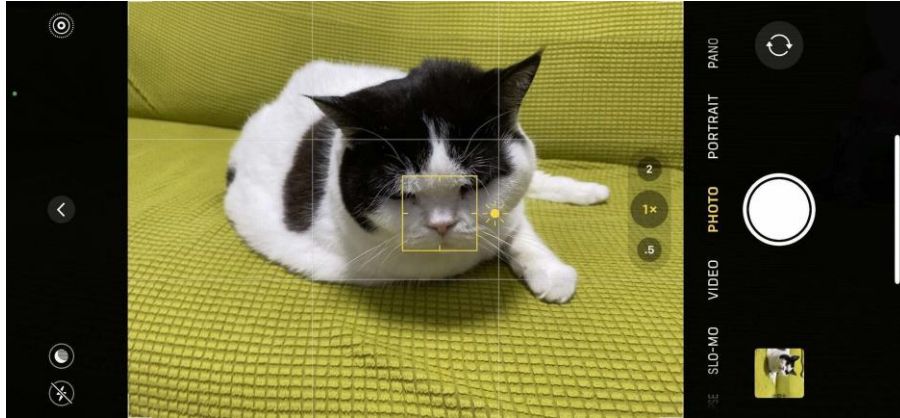 PANO
PORTRAIT
PHOTO
VIDEO
SLO-MO
2
1×
.5